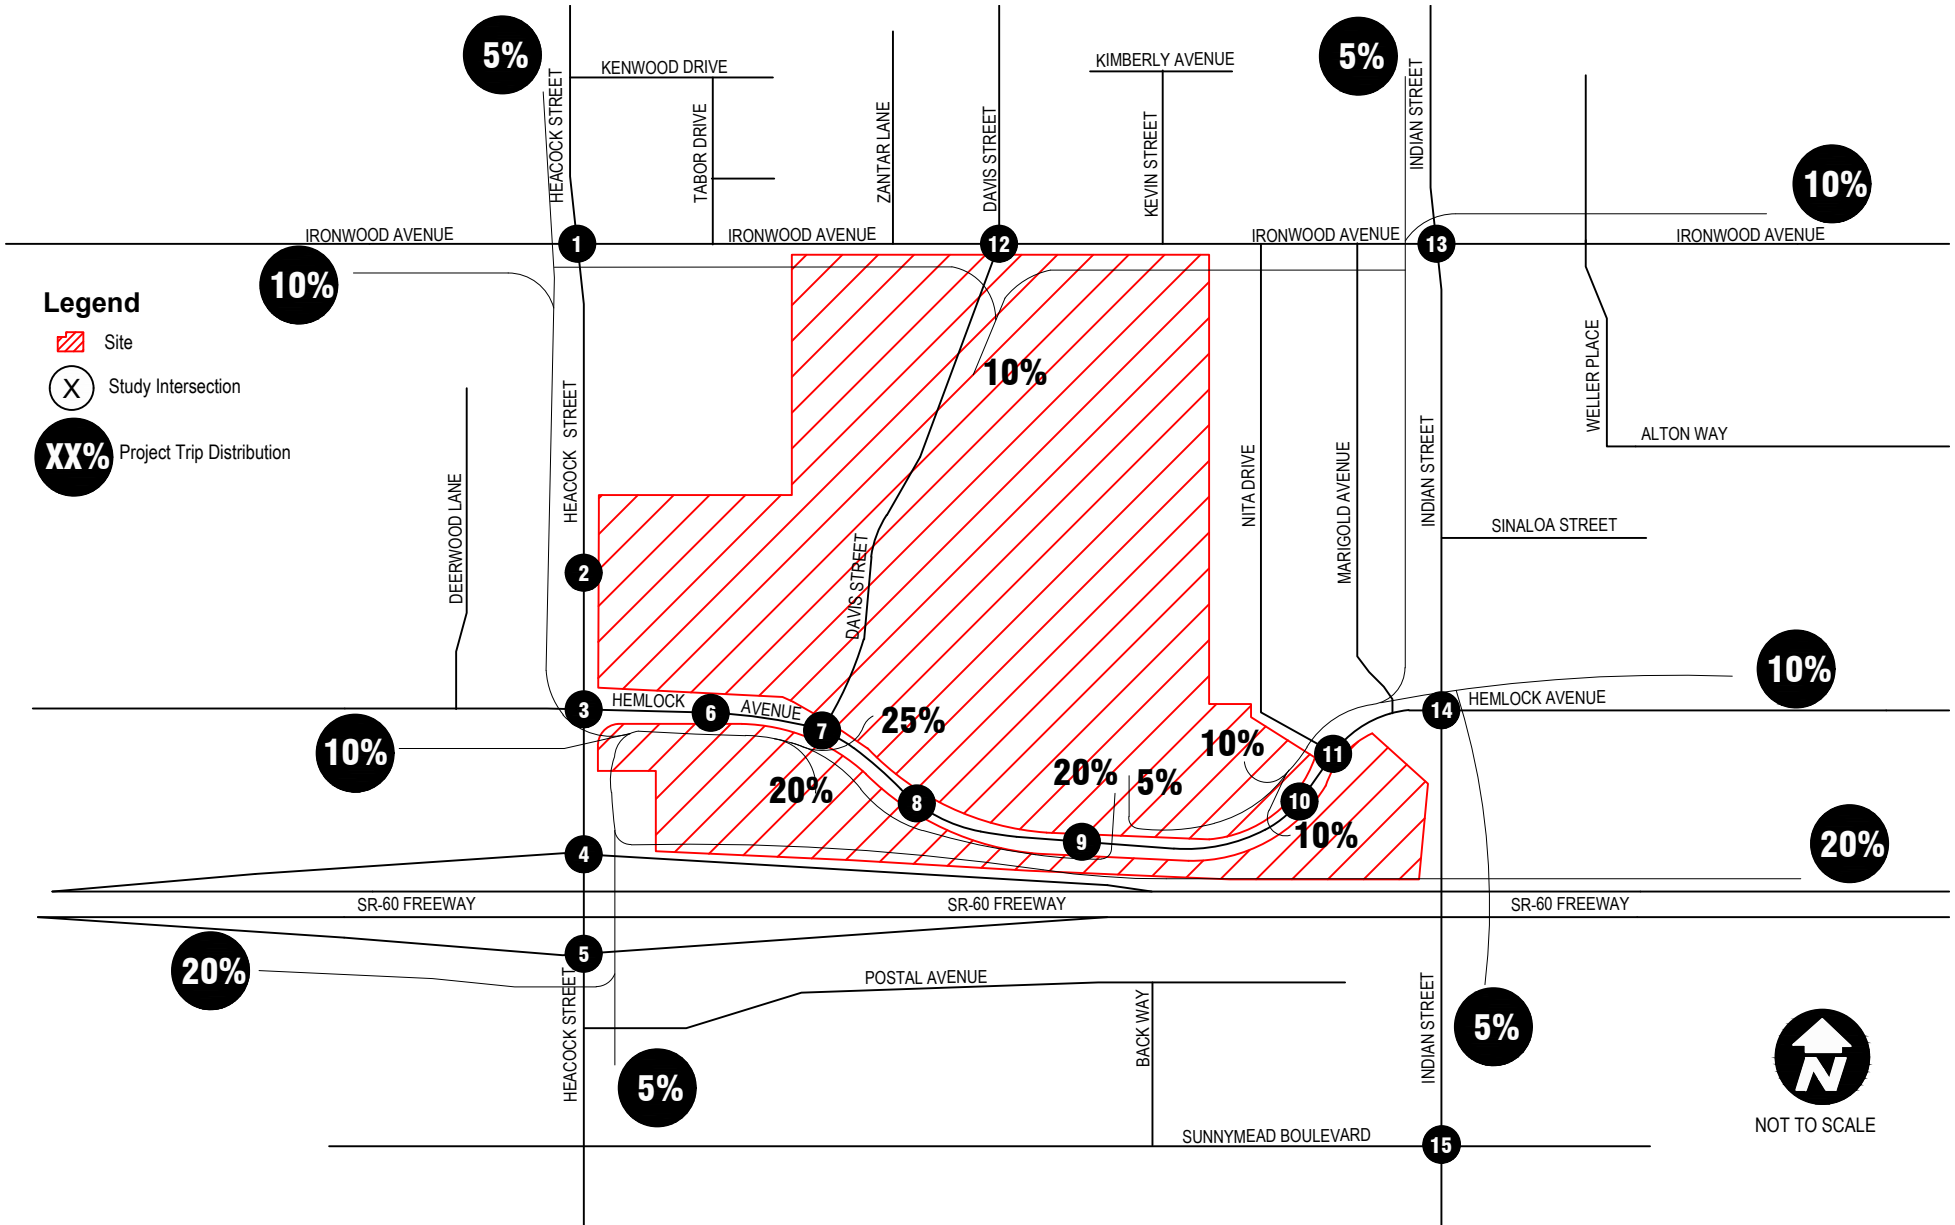 5%
5%
KENWOOD DRIVE
KIMBERLY AVENUE
HEACOCK STREET
TABOR DRIVE
ZANTAR LANE
DAVIS STREET
KEVIN STREET
INDIAN STREET
10%
IRONWOOD AVENUE
1
IRONWOOD AVENUE
12
IRONWOOD AVENUE
13
IRONWOOD AVENUE
10%
Legend
Site
X Study Intersection
XX% Project Trip Distribution
10%
HEACOCK STREET
DEERWOOD LANE
DAVIS STREET
NITA DRIVE
MARIGOLD AVENUE
INDIAN STREET
WELLER PLACE
ALTON WAY
SINALOA STREET
2
10%
3
HEMLOCK
6
AVENUE
7
25%
14
HEMLOCK AVENUE
10%
10%
11
20%
20%
5%
8
10
10%
9
4
20%
SR-60 FREEWAY
SR-60 FREEWAY
SR-60 FREEWAY
5
20%
POSTAL AVENUE
HEACOCK STREET
BACK WAY
INDIAN STREET
5%
5%
N
NOT TO SCALE
SUNNYMEAD BOULEVARD
15